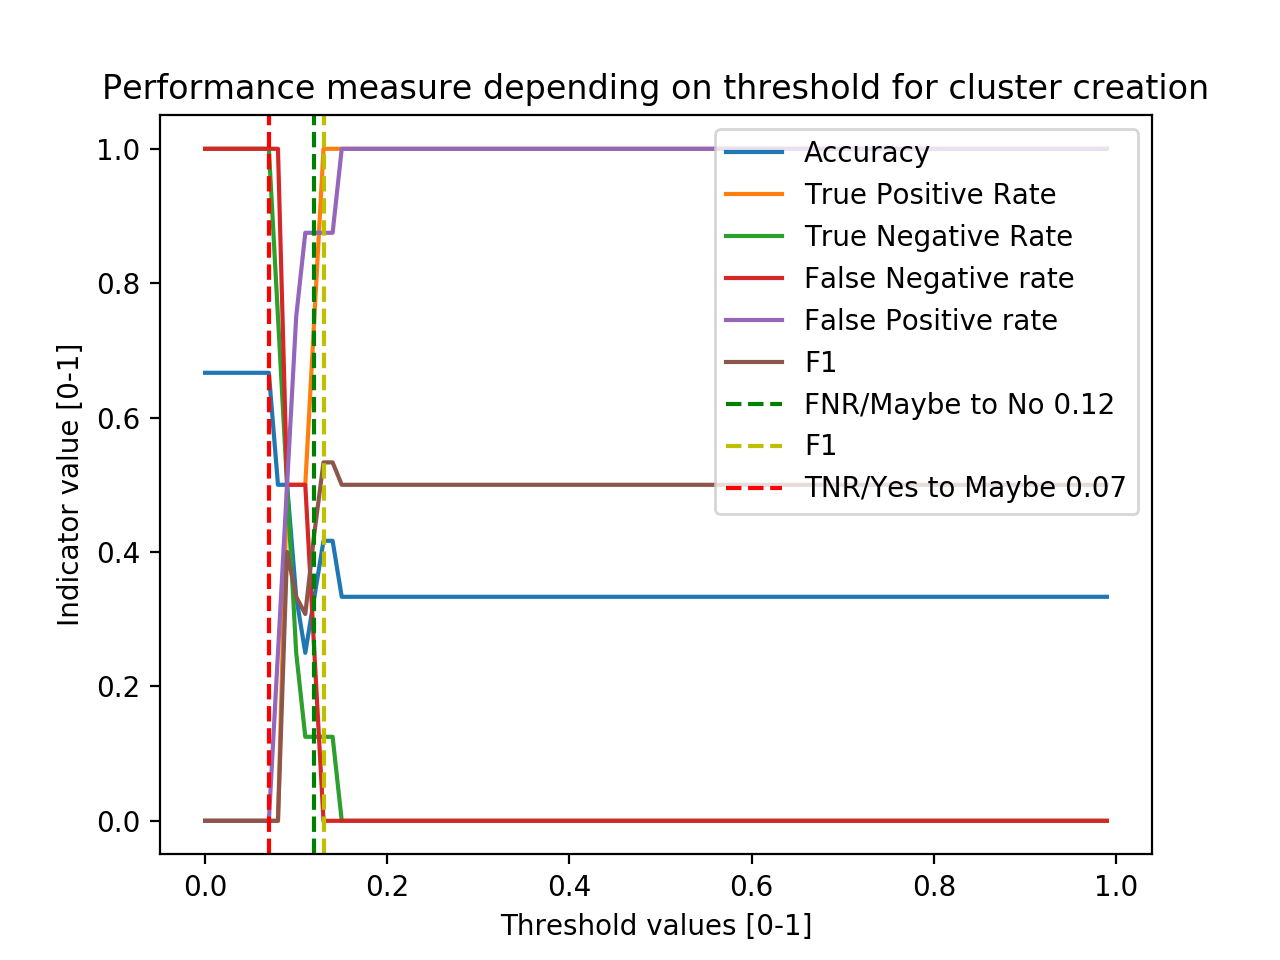 Performance measure depending on threshold for cluster creation
1.0
0.8
0.6
0.4
0.2
0.0
Indicator value [0-1]
Accuracy
True Positive Rate
True Negative Rate
False Negative rate
False Positive rate
F1
FNR/Maybe to No 0.12
F1
TNR/Yes to Maybe 0.07
0.0 0.2 0.4 0.6 0.8 1.0
Threshold values [0-1]